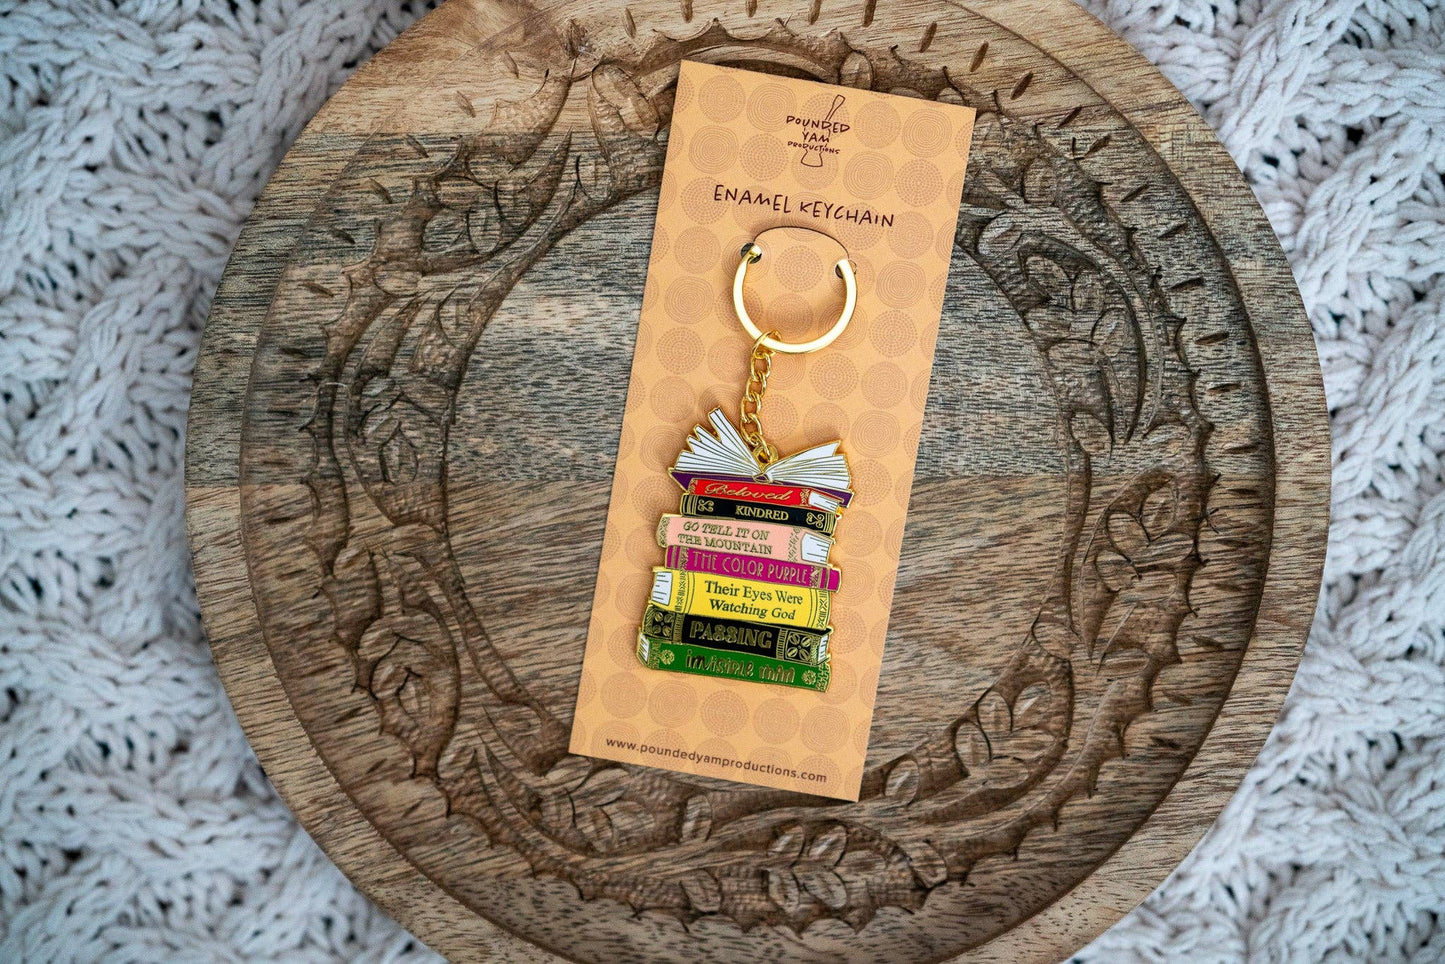 POUNDED
YAM
PRODUCTIONS
ENAMEL KEYCHAIN
Beloved
KINDRED
GO TELL IT ON
THE MOUNTAIN
THE COLOR PURPLE
Their Eyes Were
Watching God
PASSING
invisible man
www.poundedyamproductions.com